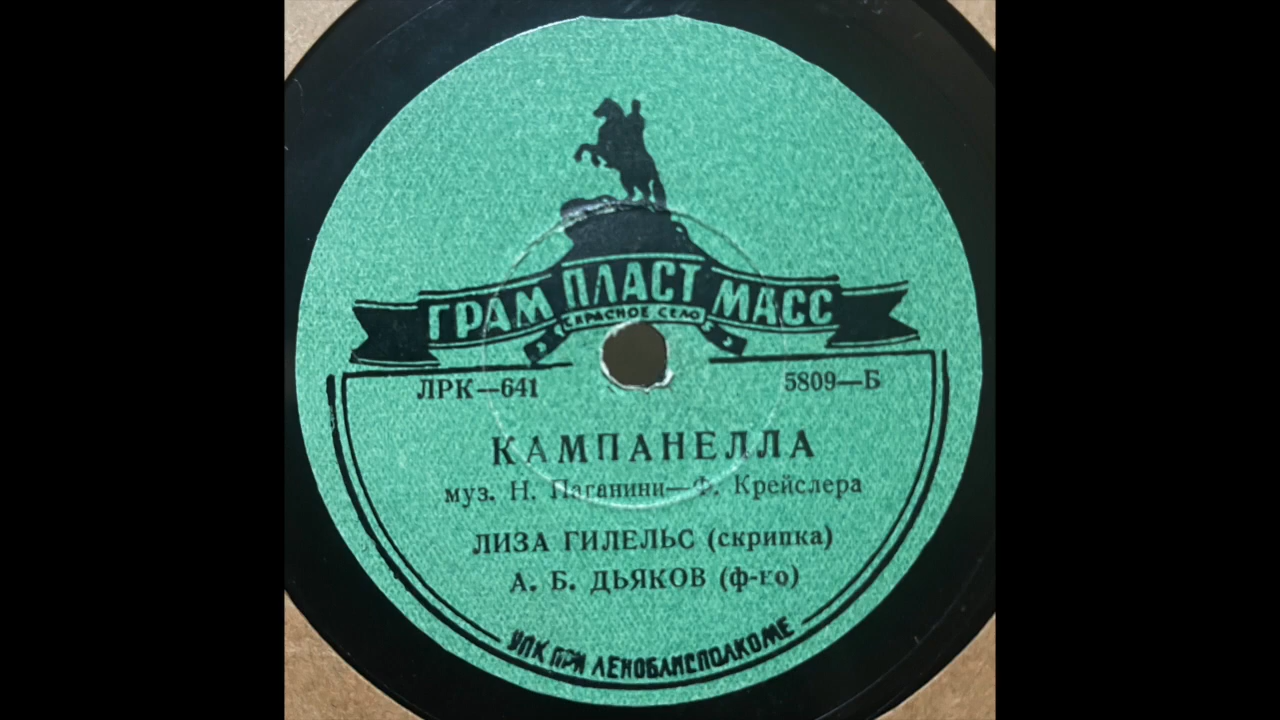 ГРАМ ПЛАСТ МАСС
КРАСНОЕ СЕЛО
ЛРК—641
5809—Б
КАМПАНЕЛЛА
муз. Н. Паганини—Ф. Крейслера
ЛИЗА ГИЛЕЛЬС (скрипка)
А. Б. ДЬЯКОВ (ф-но)
УПК ПРИ ЛЕНОБЛИСПОЛКОМЕ